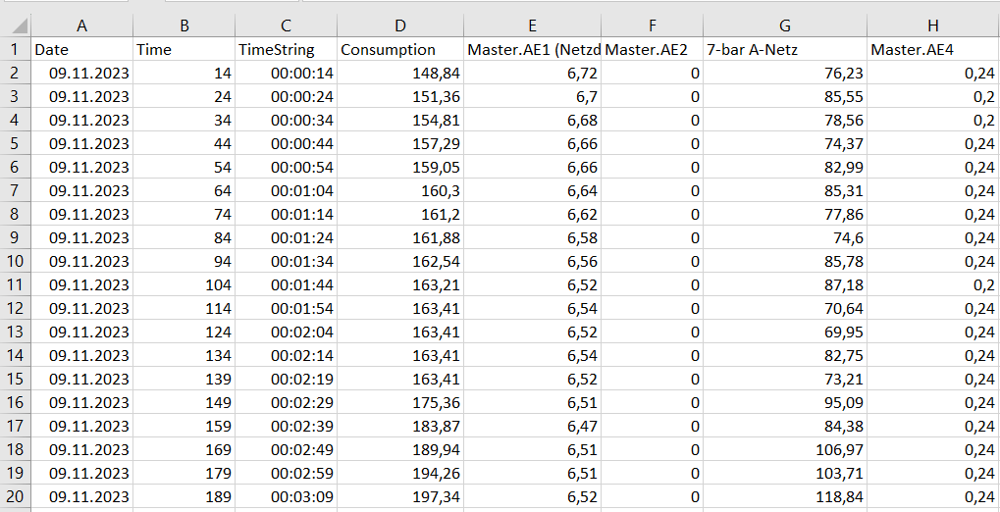 A B C D E F G H
1 Date Time TimeString Consumption Master.AE1 (Netzd Master.AE2 7-bar A-Netz Master.AE4
2 09.11.2023 14 00:00:14 148,84 6,72 0 76,23 0,24
3 09.11.2023 24 00:00:24 151,36 6,7 0 85,55 0,2
4 09.11.2023 34 00:00:34 154,81 6,68 0 78,56 0,2
5 09.11.2023 44 00:00:44 157,29 6,66 0 74,37 0,24
6 09.11.2023 54 00:00:54 159,05 6,66 0 82,99 0,24
7 09.11.2023 64 00:01:04 160,3 6,64 0 85,31 0,24
8 09.11.2023 74 00:01:14 161,2 6,62 0 77,86 0,24
9 09.11.2023 84 00:01:24 161,88 6,58 0 74,6 0,24
10 09.11.2023 94 00:01:34 162,54 6,56 0 85,78 0,24
11 09.11.2023 104 00:01:44 163,21 6,52 0 87,18 0,2
12 09.11.2023 114 00:01:54 163,41 6,54 0 70,64 0,24
13 09.11.2023 124 00:02:04 163,41 6,52 0 69,95 0,24
14 09.11.2023 134 00:02:14 163,41 6,54 0 82,75 0,24
15 09.11.2023 139 00:02:19 163,41 6,52 0 73,21 0,24
16 09.11.2023 149 00:02:29 175,36 6,51 0 95,09 0,24
17 09.11.2023 159 00:02:39 183,87 6,47 0 84,38 0,24
18 09.11.2023 169 00:02:49 189,94 6,51 0 106,97 0,24
19 09.11.2023 179 00:02:59 194,26 6,51 0 103,71 0,24
20 09.11.2023 189 00:03:09 197,34 6,52 0 118,84 0,24